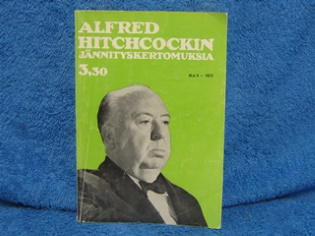 ALFRED
HITCHCOCKIN
JÄNNITYSKERTOMUKSIA
3,30